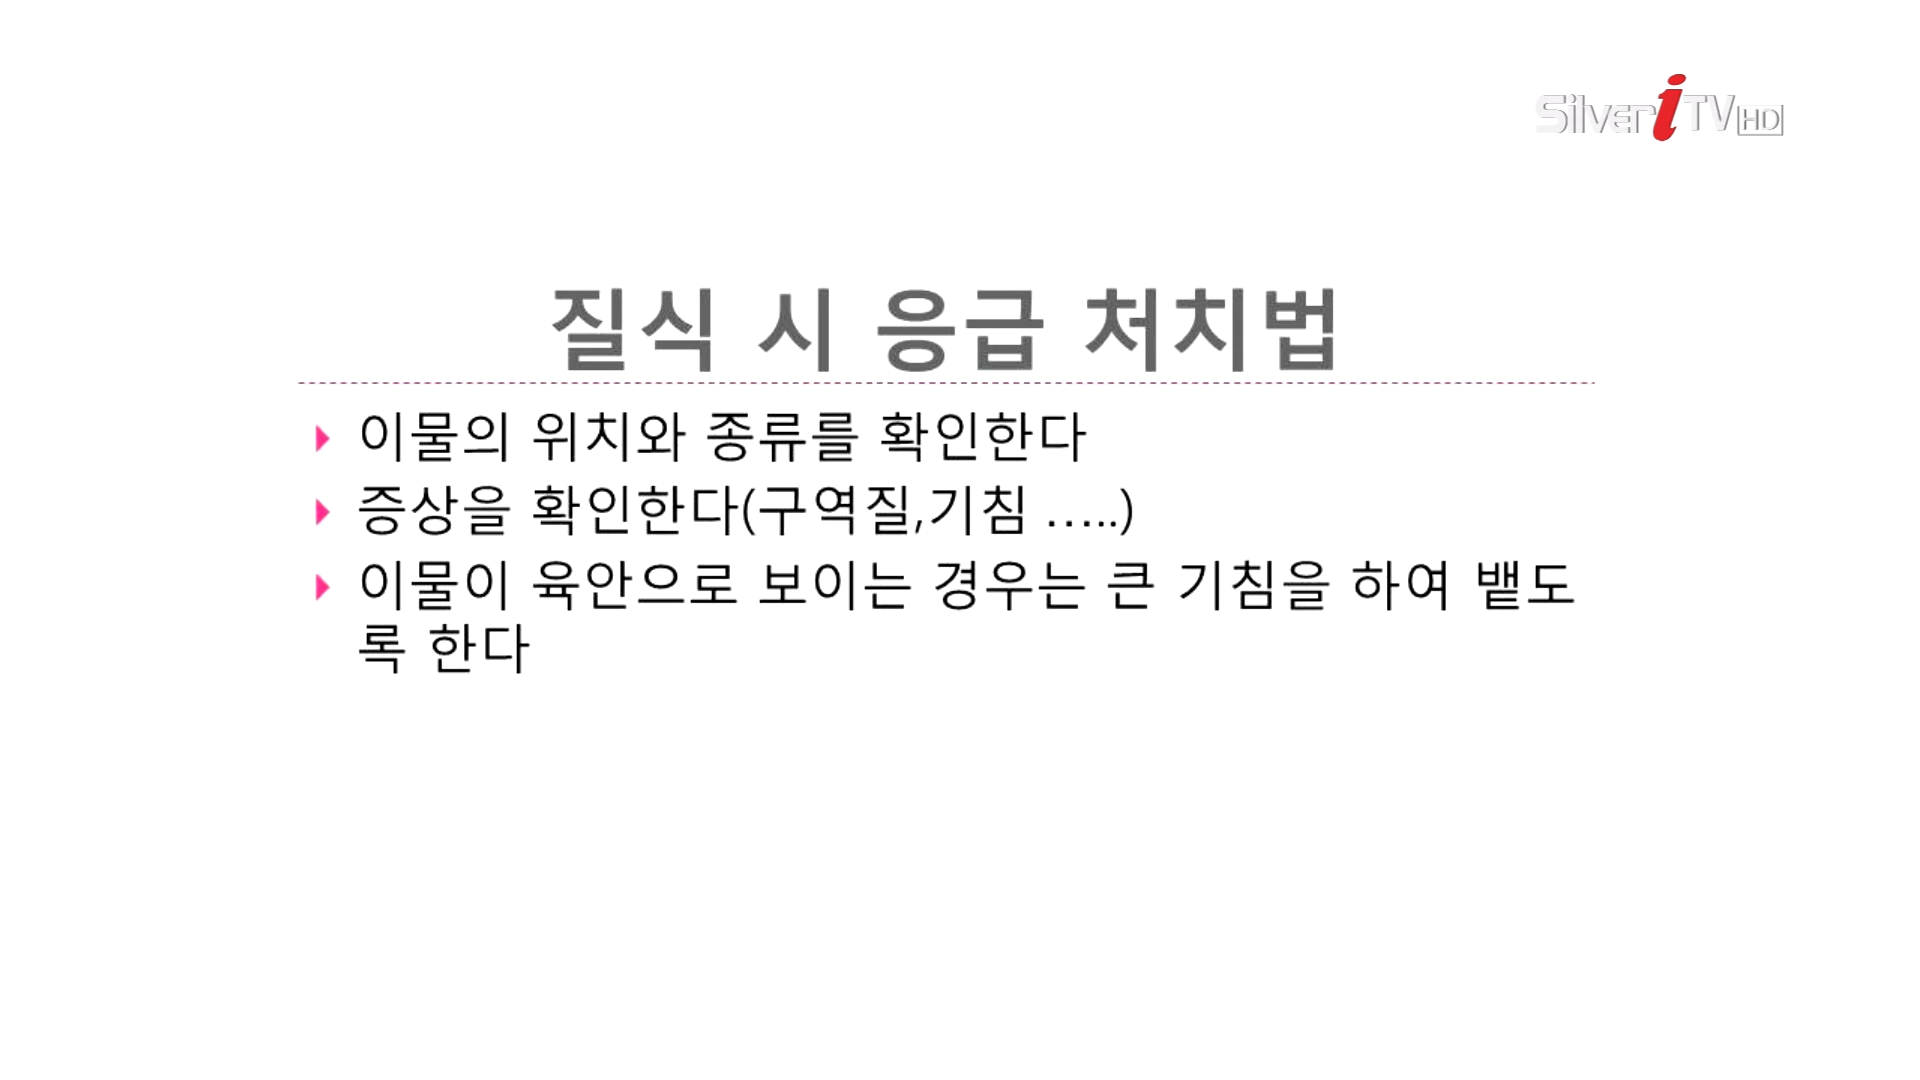 Silver i TV HD
질식 시 응급 처치법
이물의 위치와 종류를 확인한다
증상을 확인한다(구역질,기침 …..)
이물이 육안으로 보이는 경우는 큰 기침을 하여 뱉도
록 한다